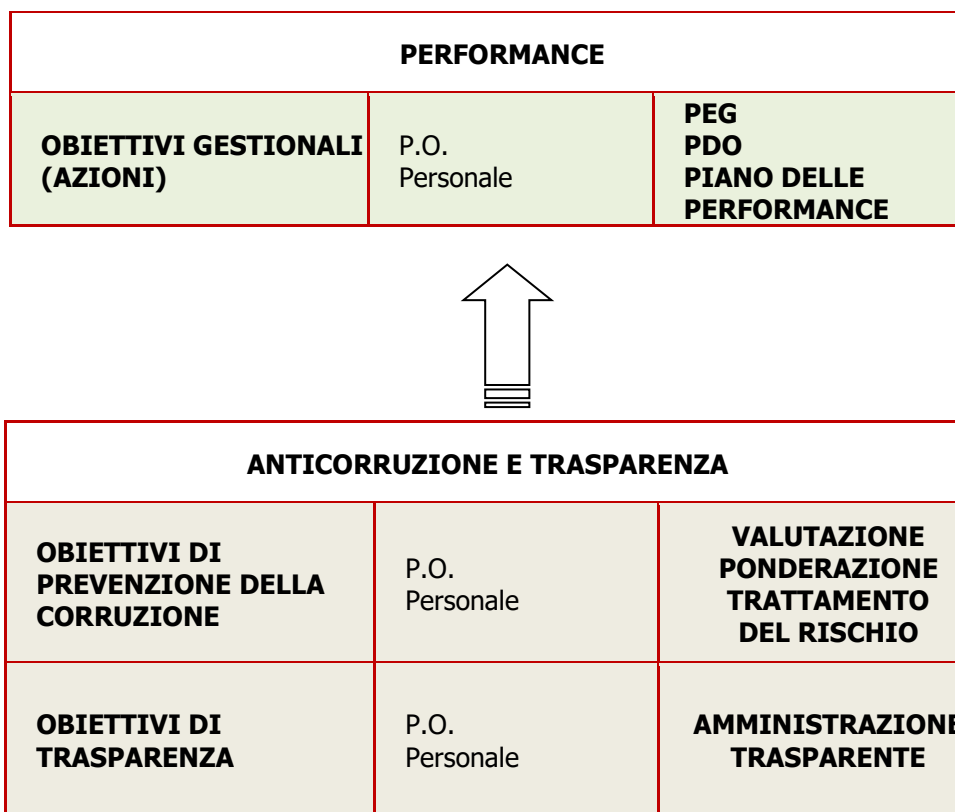 PERFORMANCE
OBIETTIVI GESTIONALI
(AZIONI)
P.O.
Personale
PEG
PDO
PIANO DELLE
PERFORMANCE
ANTICORRUZIONE E TRASPARENZA
OBIETTIVI DI
PREVENZIONE DELLA
CORRUZIONE
P.O.
Personale
VALUTAZIONE
PONDERAZIONE
TRATTAMENTO
DEL RISCHIO
OBIETTIVI DI
TRASPARENZA
P.O.
Personale
AMMINISTRAZIONE
TRASPARENTE